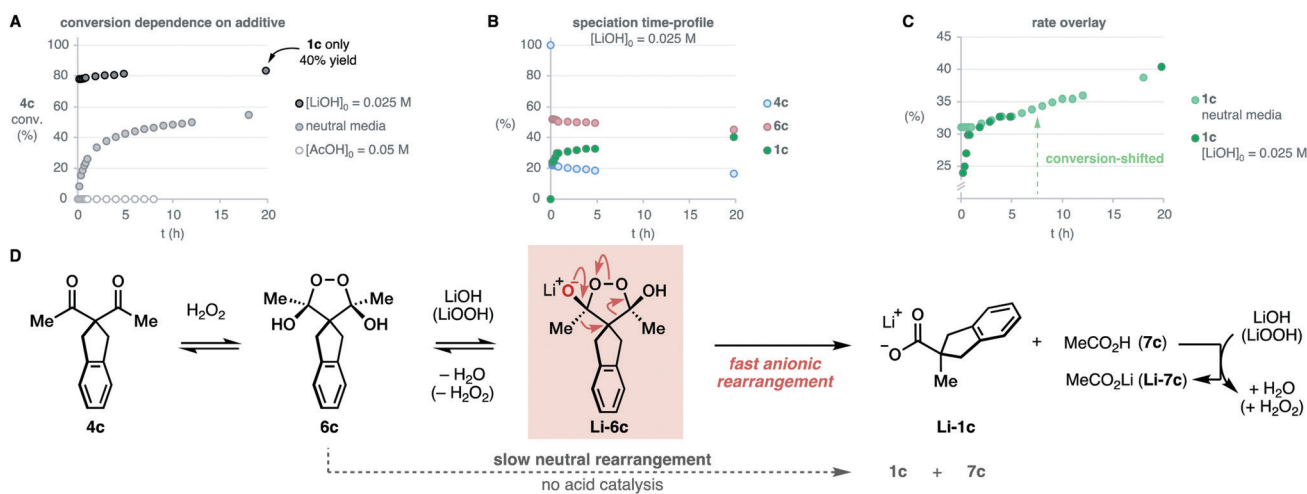 A conversion dependence on additive
100
80
60
40
20
0
4c
conv.
(%)
0 5 10 15 20
t (h)
1c only
40% yield
[LiOH]₀ = 0.025 M
neutral media
[AcOH]₀ = 0.05 M
B speciation time-profile
[LiOH]₀ = 0.025 M
100
80
60
40
20
0
(%)
0 5 10 15 20
t (h)
4c
6c
1c
C rate overlay
45
40
35
30
25
(%)
0 5 10 15 20
t (h)
conversion-shifted
1c
neutral media
1c
[LiOH]₀ = 0.025 M
D
O O
Me Me
4c
H₂O₂
O–O
Me Me
HO OH
6c
LiOH
(LiOOH)
– H₂O
(– H₂O₂)
Li⁺
O⁻ O–O OH
Me Me
Li-6c
fast anionic
rearrangement
Li⁺ O
⁻O
Me
Li-1c
+ MeCO₂H (7c)
MeCO₂Li (Li-7c)
LiOH
(LiOOH)
+ H₂O
(+ H₂O₂)
slow neutral rearrangement
no acid catalysis
1c + 7c